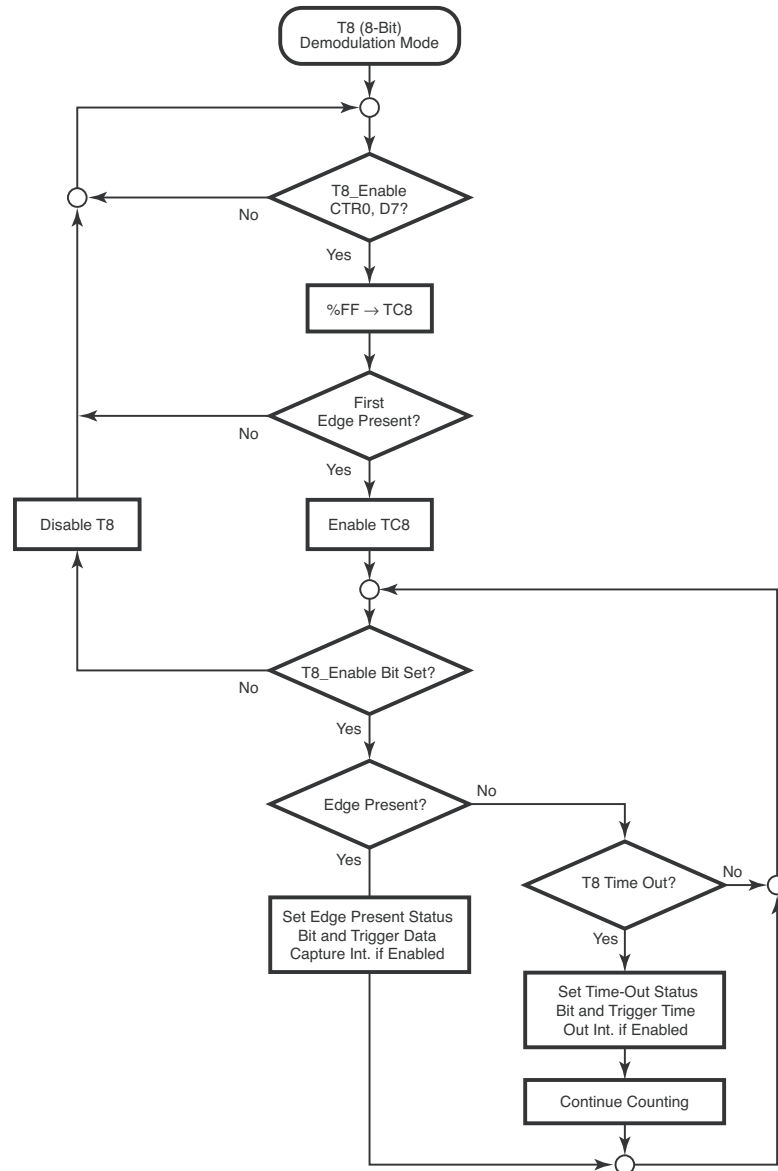 T8 (8-Bit)
Demodulation Mode
T8_Enable
CTR0, D7?
No
Yes
%FF → TC8
First
Edge Present?
No
Yes
Disable T8
Enable TC8
T8_Enable Bit Set?
No
Yes
Edge Present?
No
Yes
T8 Time Out?
No
Set Edge Present Status
Bit and Trigger Data
Capture Int. if Enabled
Yes
Set Time-Out Status
Bit and Trigger Time
Out Int. if Enabled
Continue Counting